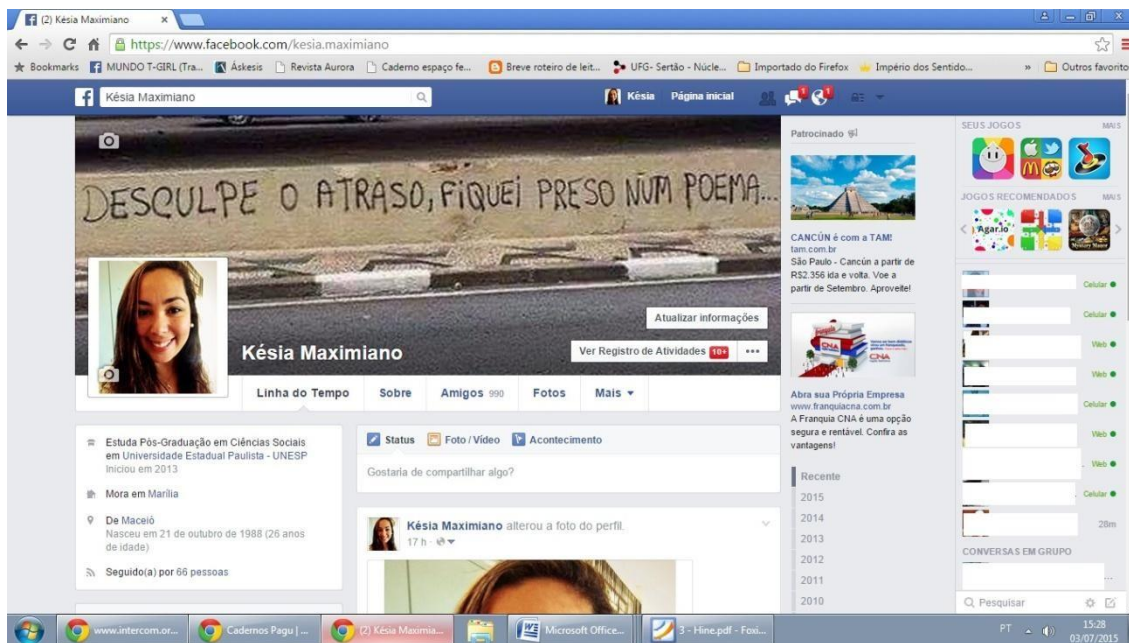 (2) Késia Maximiano
https://www.facebook.com/kesia.maximiano
Bookmarks MUNDO T-GIRL (Tra... Áskesis Revista Aurora Caderno espaço fe... Breve roteiro de leit... UFG- Sertão - Núcle... Importado do Firefox Império dos Sentido... » Outros favorito
Késia Maximiano
Késia Página inicial 1 1
DESCULPE O ATRASO, FIQUEI PRESO NUM POEMA...
Atualizar informações
Késia Maximiano
Ver Registro de Atividades 10+ •••
Linha do Tempo Sobre Amigos 990 Fotos Mais
Estuda Pós-Graduação em Ciências Sociais
em Universidade Estadual Paulista - UNESP
Iniciou em 2013
Mora em Marília
De Maceió
Nasceu em 21 de outubro de 1988 (26 anos
de idade)
Seguido(a) por 66 pessoas
Status Foto / Vídeo Acontecimento
Gostaria de compartilhar algo?
Késia Maximiano alterou a foto do perfil.
17 h ·
Patrocinado
CANCÚN é com a TAM!
tam.com.br
São Paulo - Cancún a partir de
R$2.356 ida e volta. Voe a
partir de Setembro. Aproveite!
franquia
CNA
CNA
Abra sua Própria Empresa
www.franquiacna.com.br
A Franquia CNA é uma opção
segura e rentável. Confira as
vantagens!
Recente
2015
2014
2013
2012
2011
2010
SEUS JOGOS MAIS
JOGOS RECOMENDADOS MAIS
Agar.io
Celular
Celular
Web
Web
Celular
Web
Web
Celular
28m
CONVERSAS EM GRUPO
...
Pesquisar
www.intercom.or... Cadernos Pagu | ... (2) Késia Maximia... Microsoft Office... 3 - Hine.pdf - Foxi... PT 15:28
03/07/2015